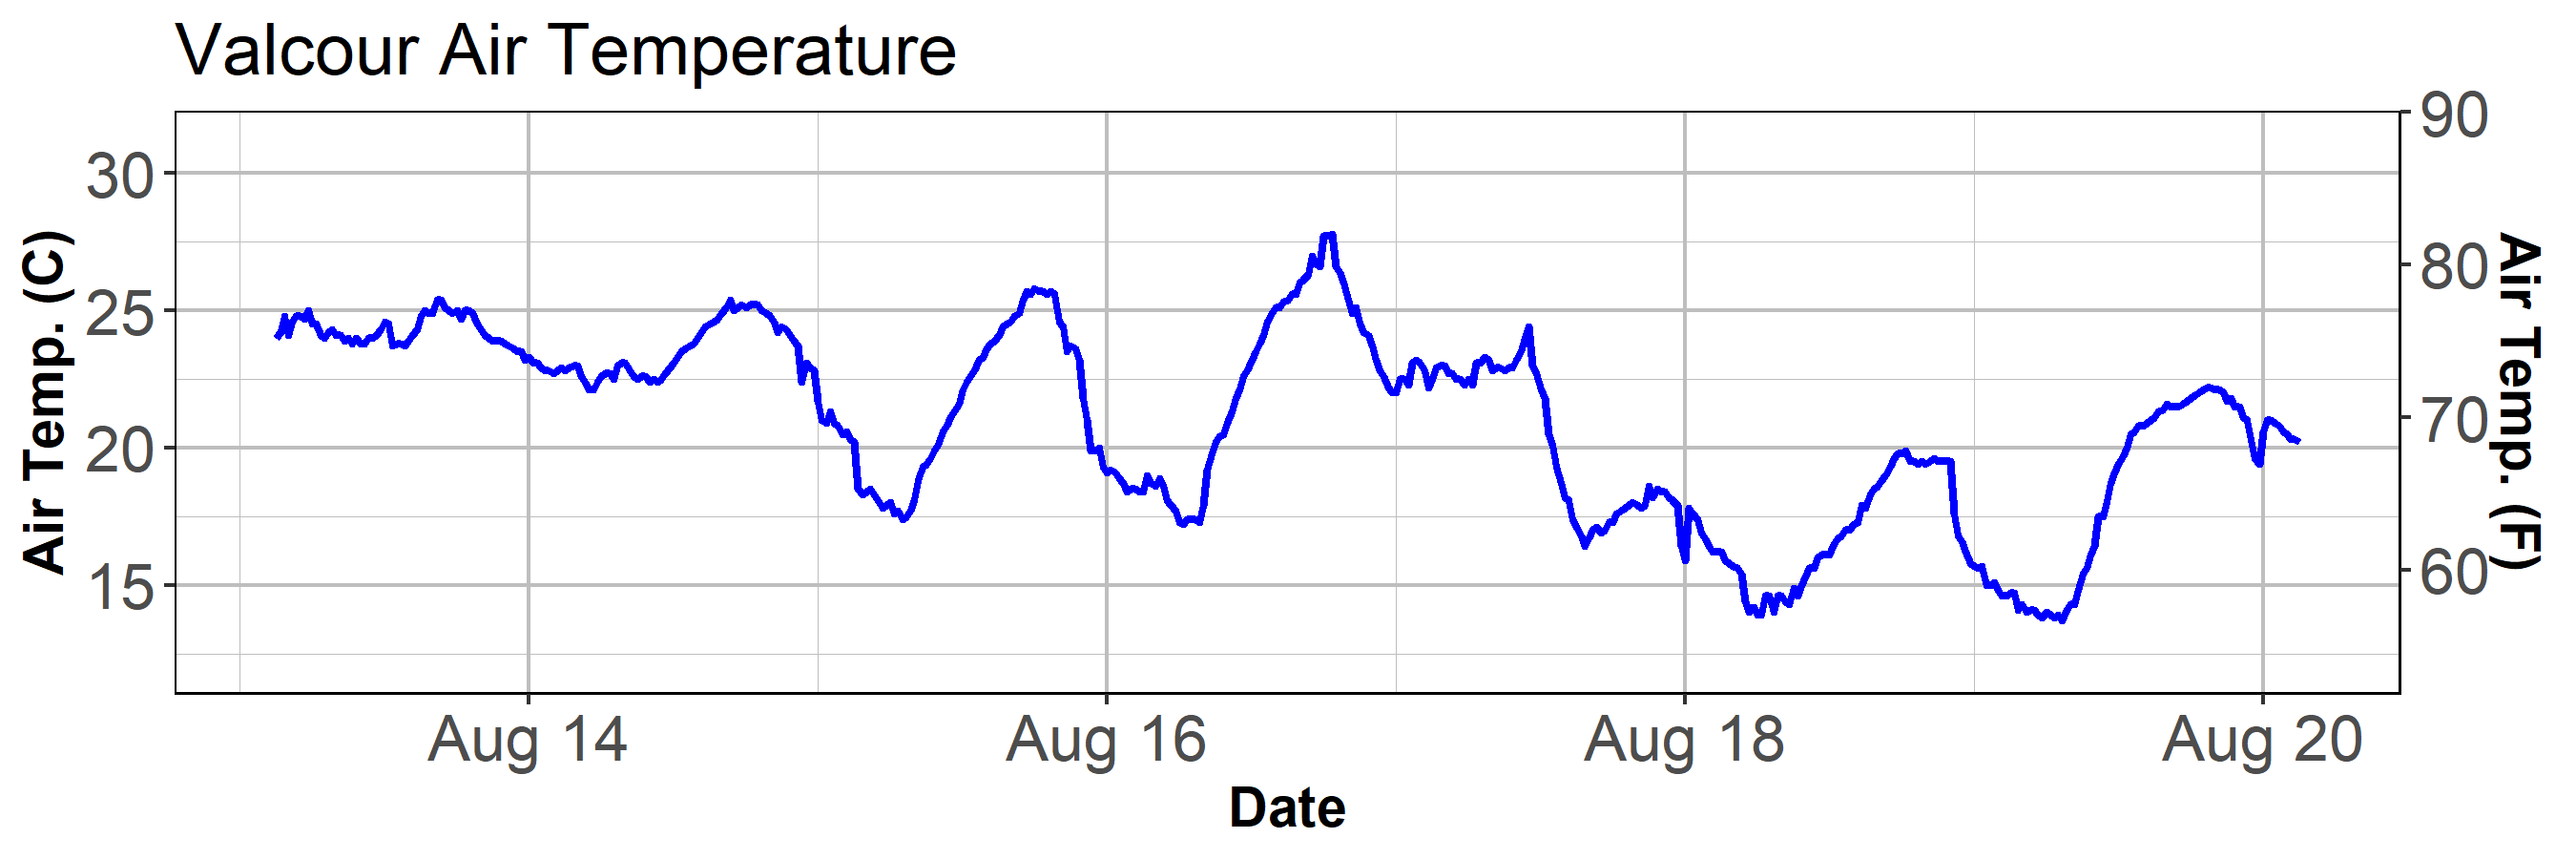 Valcour Air Temperature
Air Temp. (C)
30
25
20
15
90
80
70
60
Air Temp. (F)
Aug 14
Aug 16
Aug 18
Aug 20
Date